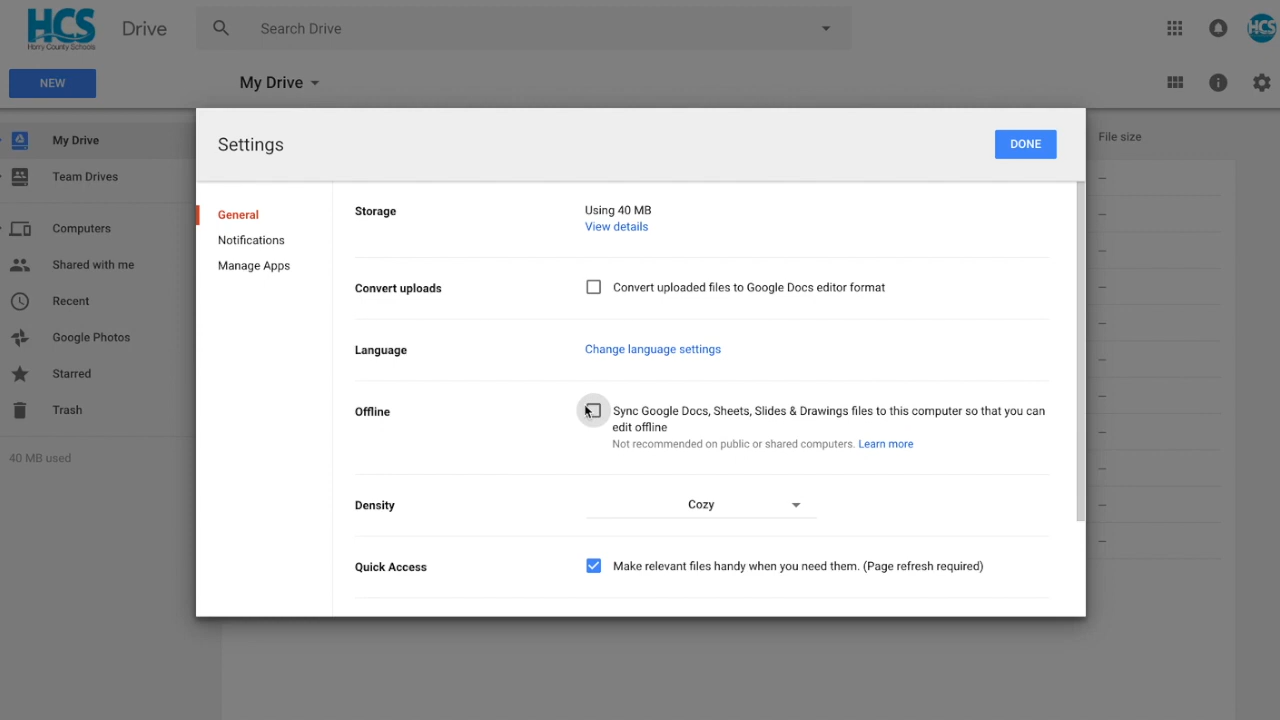 HCS
Horry County Schools
Drive
Search Drive
HCS
NEW
My Drive
My Drive
Team Drives
Computers
Shared with me
Recent
Google Photos
Starred
Trash
40 MB used
File size
Settings
DONE
General
Notifications
Manage Apps
Storage
Using 40 MB
View details
Convert uploads
Convert uploaded files to Google Docs editor format
Language
Change language settings
Offline
Sync Google Docs, Sheets, Slides & Drawings files to this computer so that you can
edit offline
Not recommended on public or shared computers. Learn more
Density
Cozy
Quick Access
Make relevant files handy when you need them. (Page refresh required)